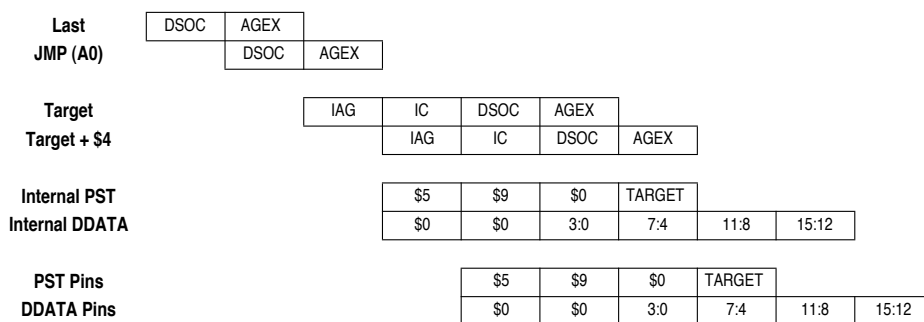 Last DSOC AGEX
JMP (A0) DSOC AGEX
Target IAG IC DSOC AGEX
Target + $4 IAG IC DSOC AGEX
Internal PST $5 $9 $0 TARGET
Internal DDATA $0 $0 3:0 7:4 11:8 15:12
PST Pins $5 $9 $0 TARGET
DDATA Pins $0 $0 3:0 7:4 11:8 15:12